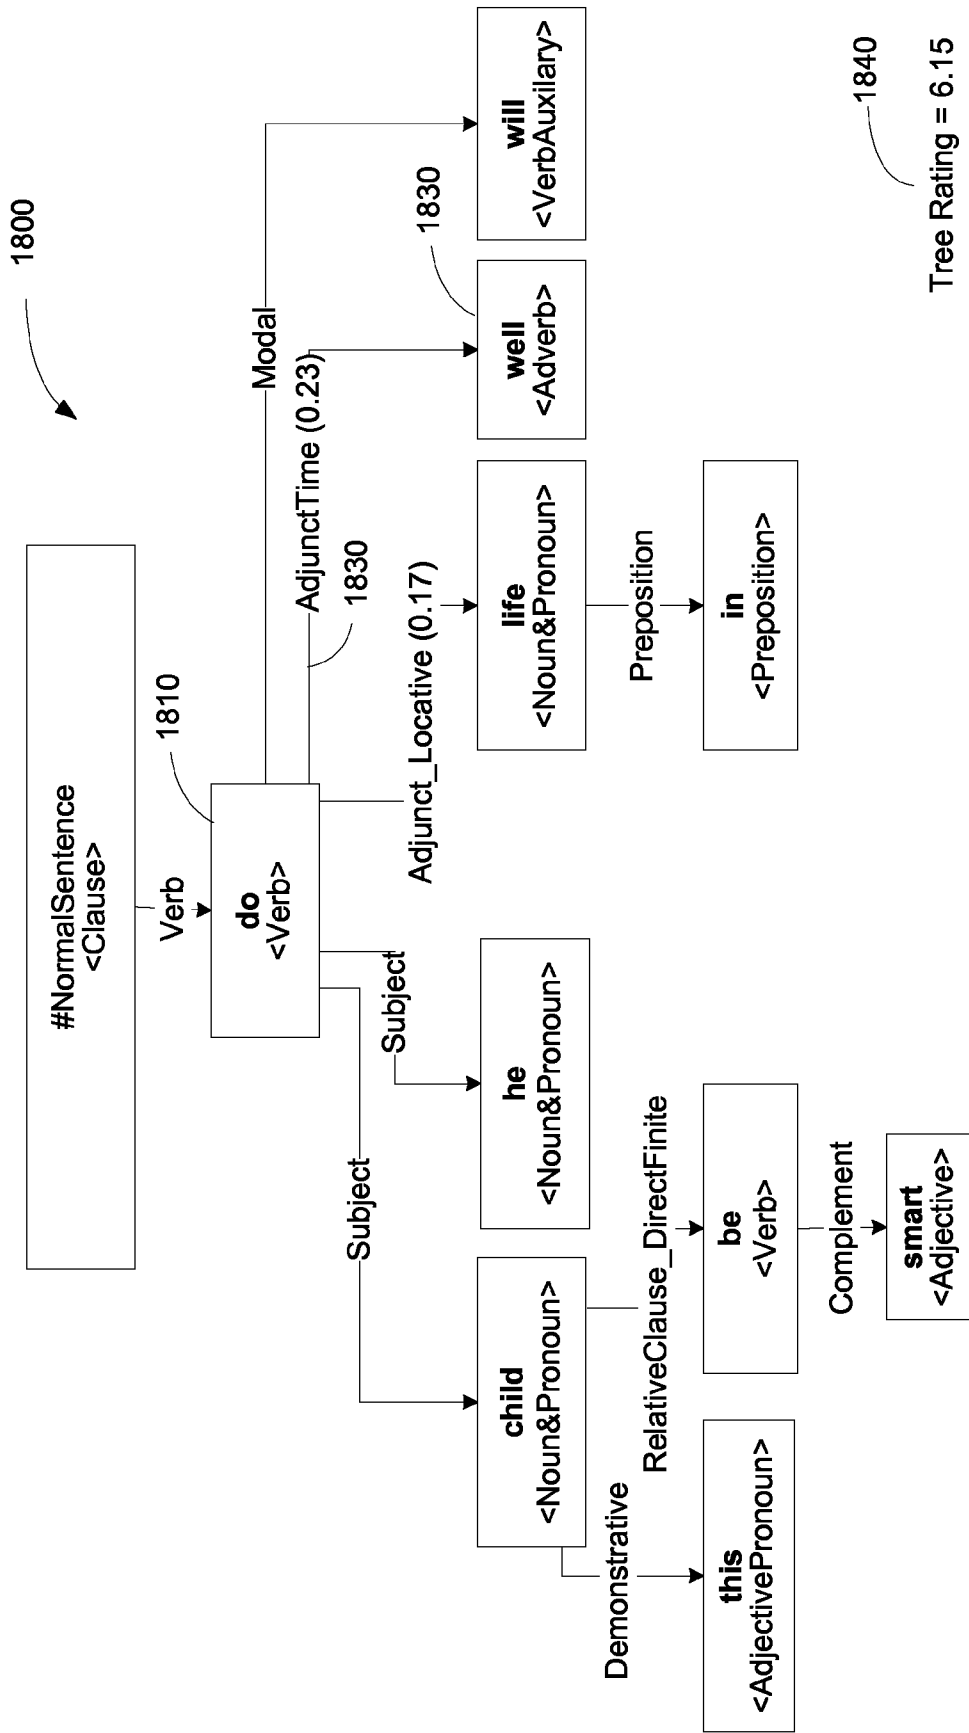 1800
#NormalSentence
<Clause>
Verb
1810
do
<Verb>
Subject
Subject
Adjunct_Locative (0.17)
AdjunctTime (0.23)
1830
Modal
child
<Noun&Pronoun>
he
<Noun&Pronoun>
life
<Noun&Pronoun>
well
<Adverb>
1830
will
<VerbAuxilary>
Demonstrative
RelativeClause_DirectFinite
Preposition
this
<AdjectivePronoun>
be
<Verb>
in
<Preposition>
Complement
smart
<Adjective>
1840
Tree Rating = 6.15